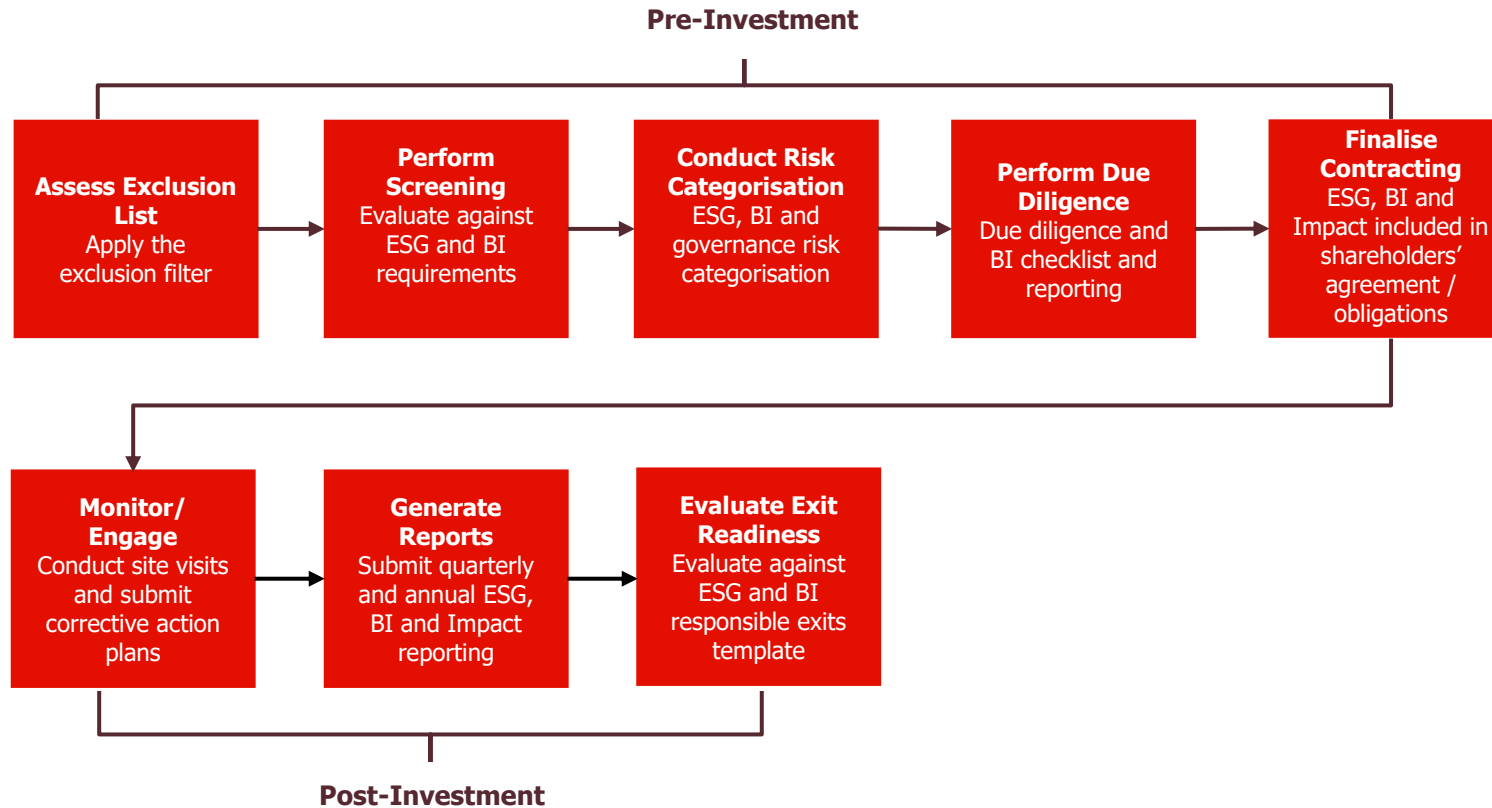 Pre-Investment
Assess Exclusion
List
Apply the
exclusion filter
Perform
Screening
Evaluate against
ESG and BI
requirements
Conduct Risk
Categorisation
ESG, BI and
governance risk
categorisation
Perform Due
Diligence
Due diligence and
BI checklist and
reporting
Finalise
Contracting
ESG, BI and
Impact included in
shareholders’
agreement /
obligations
Monitor/
Engage
Conduct site visits
and submit
corrective action
plans
Generate
Reports
Submit quarterly
and annual ESG,
BI and Impact
reporting
Evaluate Exit
Readiness
Evaluate against
ESG and BI
responsible exits
template
Post-Investment